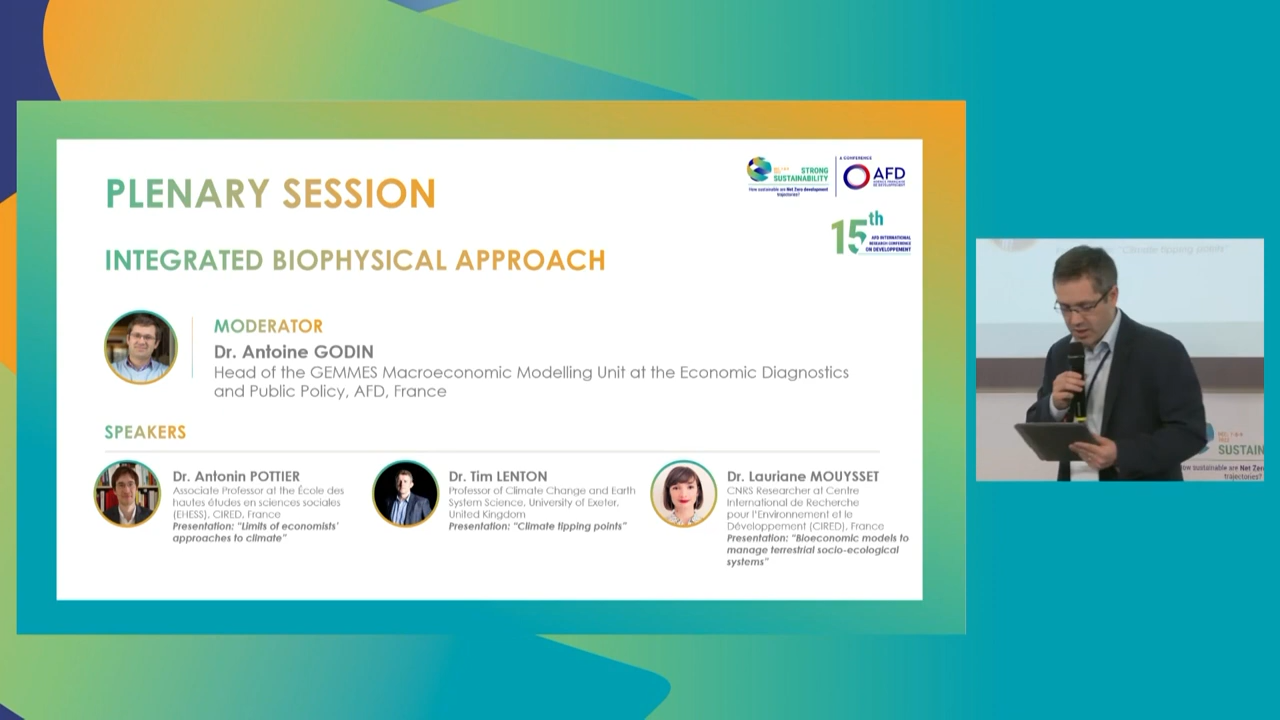 PLENARY SESSION
INTEGRATED BIOPHYSICAL APPROACH
STRONG
SUSTAINABILITY
How sustainable are Net Zero development
trajectories?
A CONFERENCE
AFD
15th
AFD INTERNATIONAL
RESEARCH CONFERENCE
ON DEVELOPPEMENT
MODERATOR
Dr. Antoine GODIN
Head of the GEMMES Macroeconomic Modelling Unit at the Economic Diagnostics
and Public Policy, AFD, France
SPEAKERS
Dr. Antonin POTTIER
Associate Professor at the École des
hautes études en sciences sociales
(EHESS), CIRED, France
Presentation: "Limits of economists'
approaches to climate"
Dr. Tim LENTON
Professor of Climate Change and Earth
System Science, University of Exeter,
United Kingdom
Presentation: "Climate tipping points"
Dr. Lauriane MOUYSSET
CNRS Researcher at Centre
International de Recherche
pour l'Environnement et le
Développement (CIRED), France
Presentation: "Bioeconomic models to
manage terrestrial socio-ecological
systems"
"Climate tipping points"
SUSTAIN
How sustainable are Net Zero
trajectories?